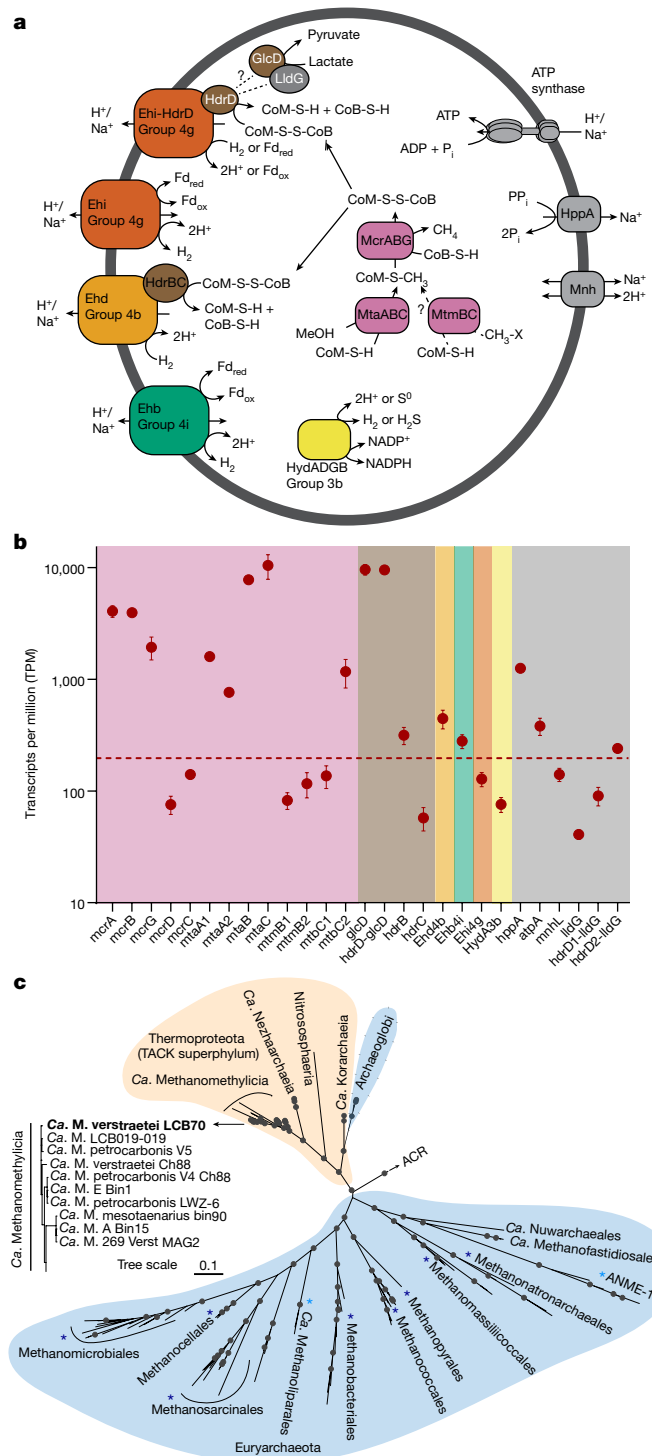 a
Pyruvate
GlcD
Lactate
?
LldG
HdrD
Ehi-HdrD
Group 4g
H⁺/
Na⁺
CoM-S-H + CoB-S-H
CoM-S-S-CoB
H₂ or Fdred
2H⁺ or Fdox
ATP
synthase
ATP
ADP + Pi
H⁺/
Na⁺
Ehi
Group 4g
H⁺/
Na⁺
Fdred
Fdox
2H⁺
H₂
CoM-S-S-CoB
McrABG
CH₄
CoB-S-H
CoM-S-CH₃
PPi
2Pi
HppA
Na⁺
Ehd
Group 4b
HdrBC
H⁺/
Na⁺
CoM-S-S-CoB
CoM-S-H +
CoB-S-H
2H⁺
H₂
MtaABC
MeOH
CoM-S-H
?
MtmBC
CH₃-X
CoM-S-H
Mnh
Na⁺
2H⁺
Ehb
Group 4i
H⁺/
Na⁺
Fdred
Fdox
2H⁺
H₂
2H⁺ or S⁰
H₂ or H₂S
NADP⁺
NADPH
HydADGB
Group 3b
b
Transcripts per million (TPM)
10,000
1,000
100
10
mcrA
mcrB
mcrG
mcrD
mcrC
mtaA1
mtaA2
mtaB
mtaC
mtmB1
mtmB2
mtbC1
mtbC2
glcD
hdrD-glcD
hdrB
hdrC
Ehd4b
Ehb4i
Ehi4g
HydA3b
hppA
atpA
mnhL
lldG
hdrD1-lldG
hdrD2-lldG
c
Thermoproteota
(TACK superphylum)
Ca. Methanomethylicia
Ca. Nezhaarchaeia
Nitrososphaeria
Ca. Korarchaeia
Archaeoglobi
Ca. Methanomethylicia
Ca. M. verstraetei LCB70
Ca. M. LCB019-019
Ca. M. petrocarbonis V5
Ca. M. verstraetei Ch88
Ca. M. petrocarbonis V4 Ch88
Ca. M. E Bin1
Ca. M. petrocarbonis LWZ-6
Ca. M. mesotaenarius bin90
Ca. M. A Bin15
Ca. M. 269 Verst MAG2
Tree scale 0.1
ACR
Ca. Nuwarchaeales
Ca. Methanofastidiosales
*ANME-1
*Methanonatronarchaeales
*Methanomassiliicoccales
*Methanopyrales
*Methanococcales
*Methanobacteriales
*Ca. Methanoliparales
*Methanosarcinales
Methanocellales*
*Methanomicrobiales
Euryarchaeota